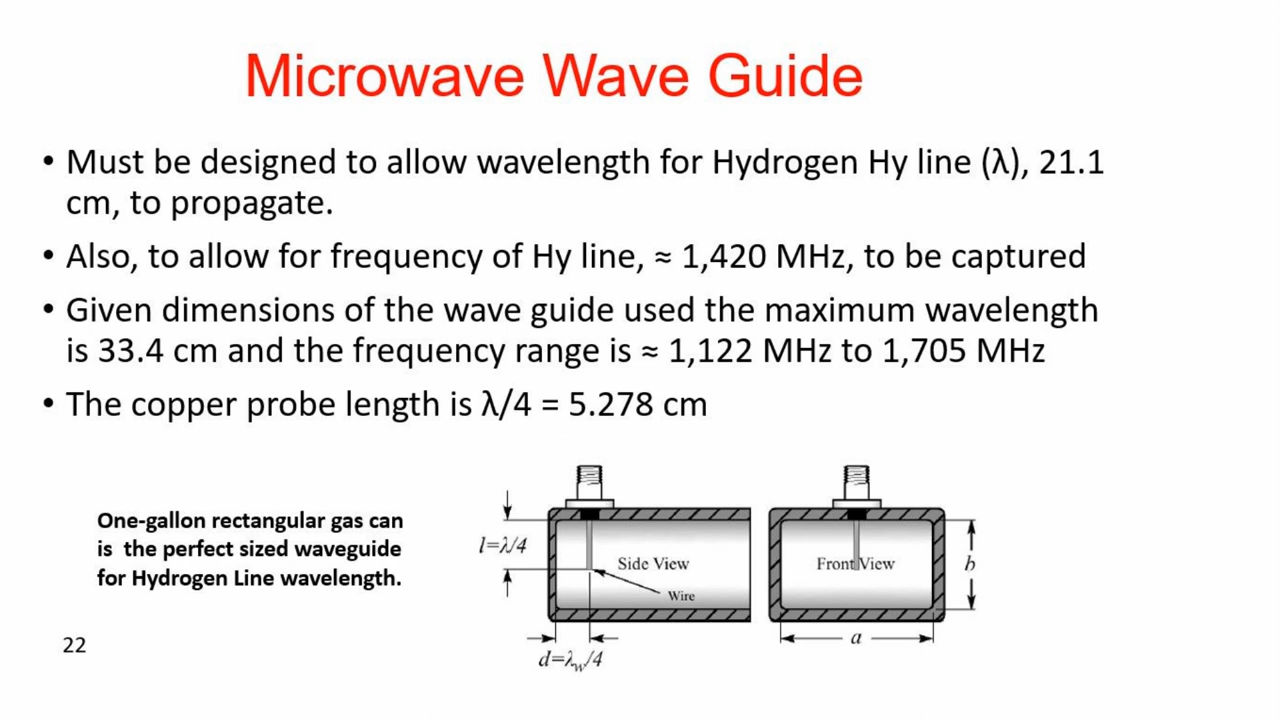 Microwave Wave Guide
• Must be designed to allow wavelength for Hydrogen Hy line (λ), 21.1
cm, to propagate.
• Also, to allow for frequency of Hy line, ≈ 1,420 MHz, to be captured
• Given dimensions of the wave guide used the maximum wavelength
is 33.4 cm and the frequency range is ≈ 1,122 MHz to 1,705 MHz
• The copper probe length is λ/4 = 5.278 cm
One-gallon rectangular gas can
is the perfect sized waveguide
for Hydrogen Line wavelength.
l=λ/4
Side View
Wire
d=λw/4
Front View
b
a
22